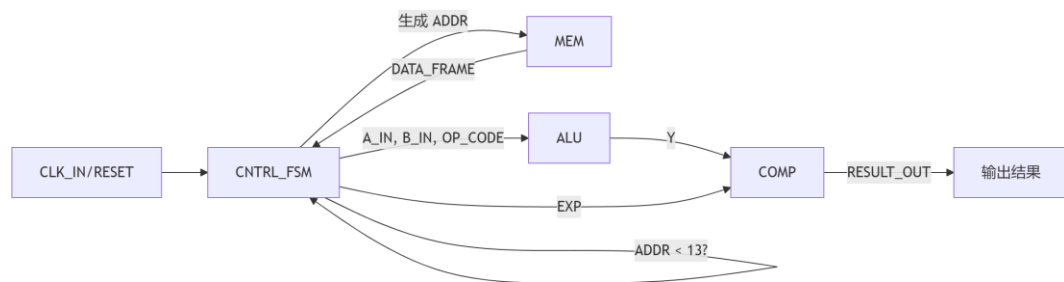 生成 ADDR
MEM
DATA_FRAME
A_IN, B_IN, OP_CODE
ALU
Y
CLK_IN/RESET
CNTRL_FSM
COMP
RESULT_OUT
输出结果
EXP
ADDR < 13?